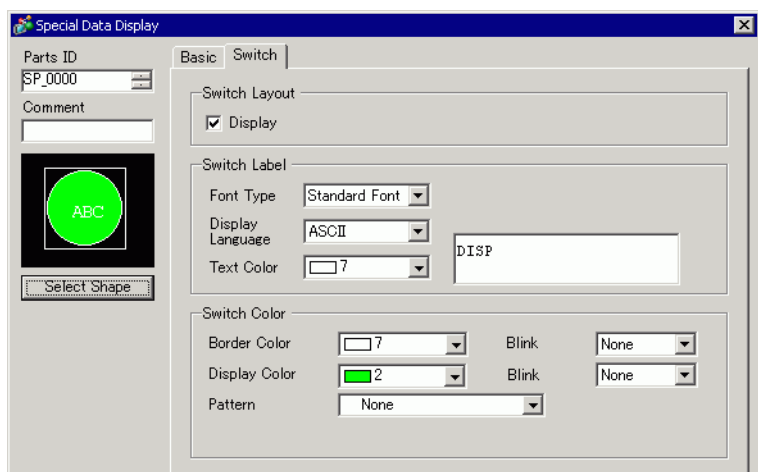 Special Data Display
Parts ID
SP_0000
Comment
ABC
Select Shape
Basic
Switch
Switch Layout
Display
Switch Label
Font Type
Standard Font
Display
Language
ASCII
DISP
Text Color
7
Switch Color
Border Color
7
Blink
None
Display Color
2
Blink
None
Pattern
None